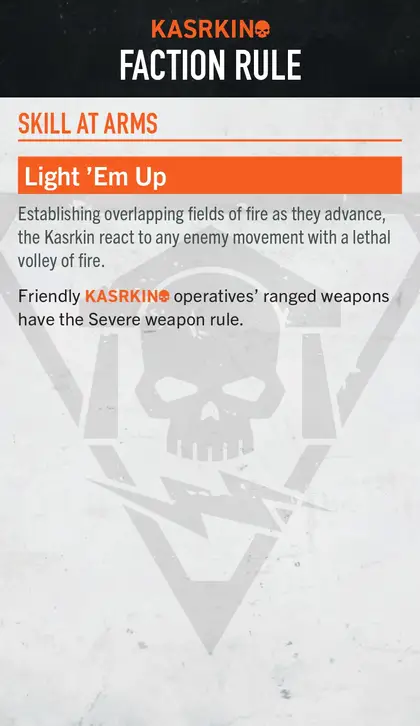 KASRKIN
FACTION RULE
SKILL AT ARMS
Light ’Em Up
Establishing overlapping fields of fire as they advance,
the Kasrkin react to any enemy movement with a lethal
volley of fire.
Friendly KASRKIN operatives’ ranged weapons
have the Severe weapon rule.